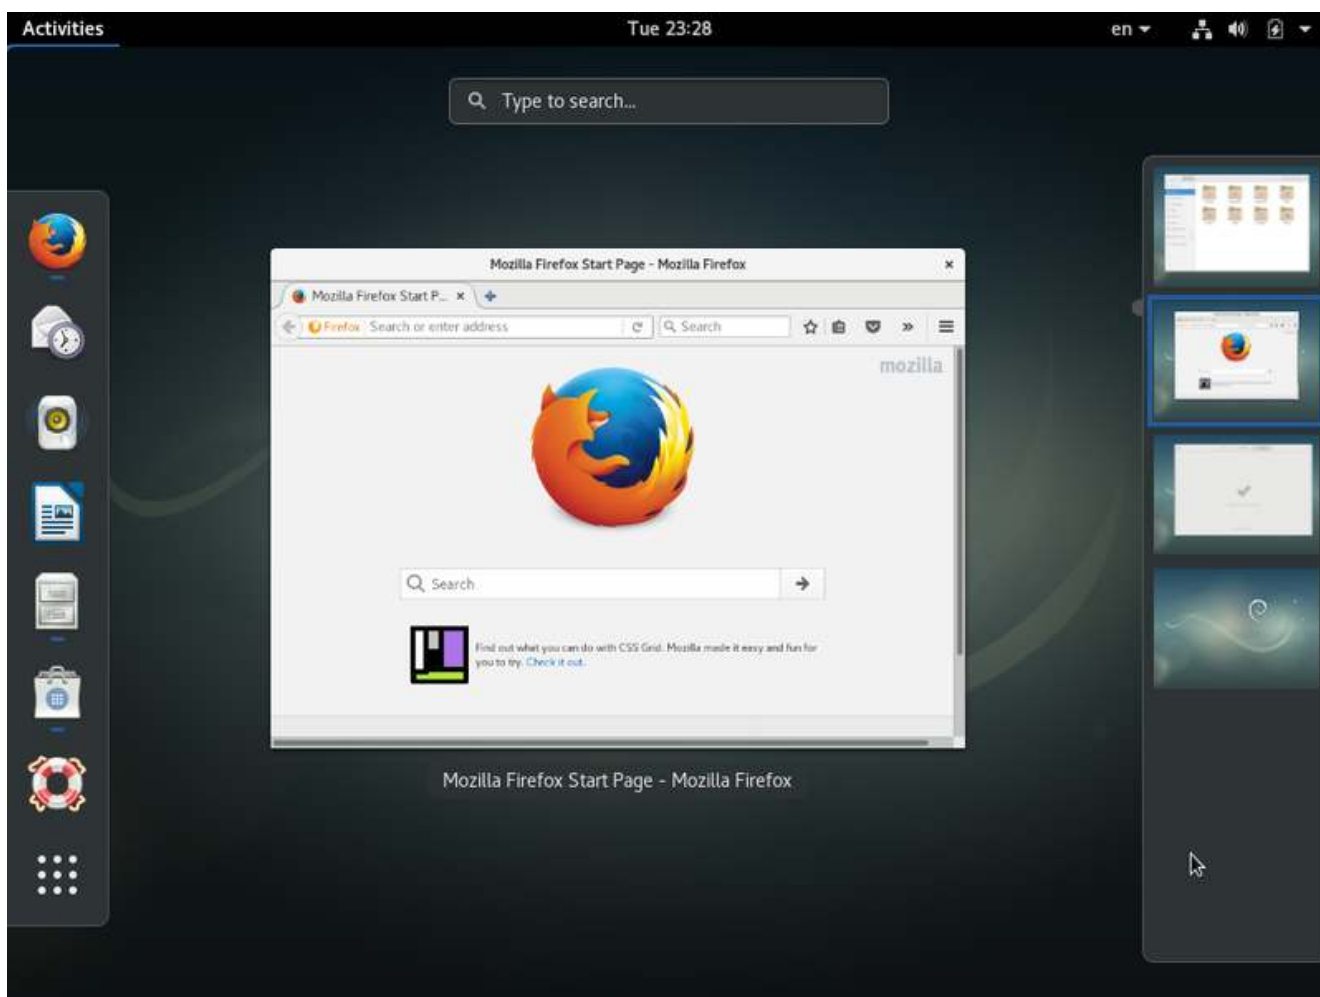 Activities
Tue 23:28
en
Type to search...
Mozilla Firefox Start Page - Mozilla Firefox
Mozilla Firefox Start P...
Firefox
Search or enter address
Search
mozilla
Search
Find out what you can do with CSS Grid. Mozilla made it easy and fun for
you to try. Check it out.
Mozilla Firefox Start Page - Mozilla Firefox